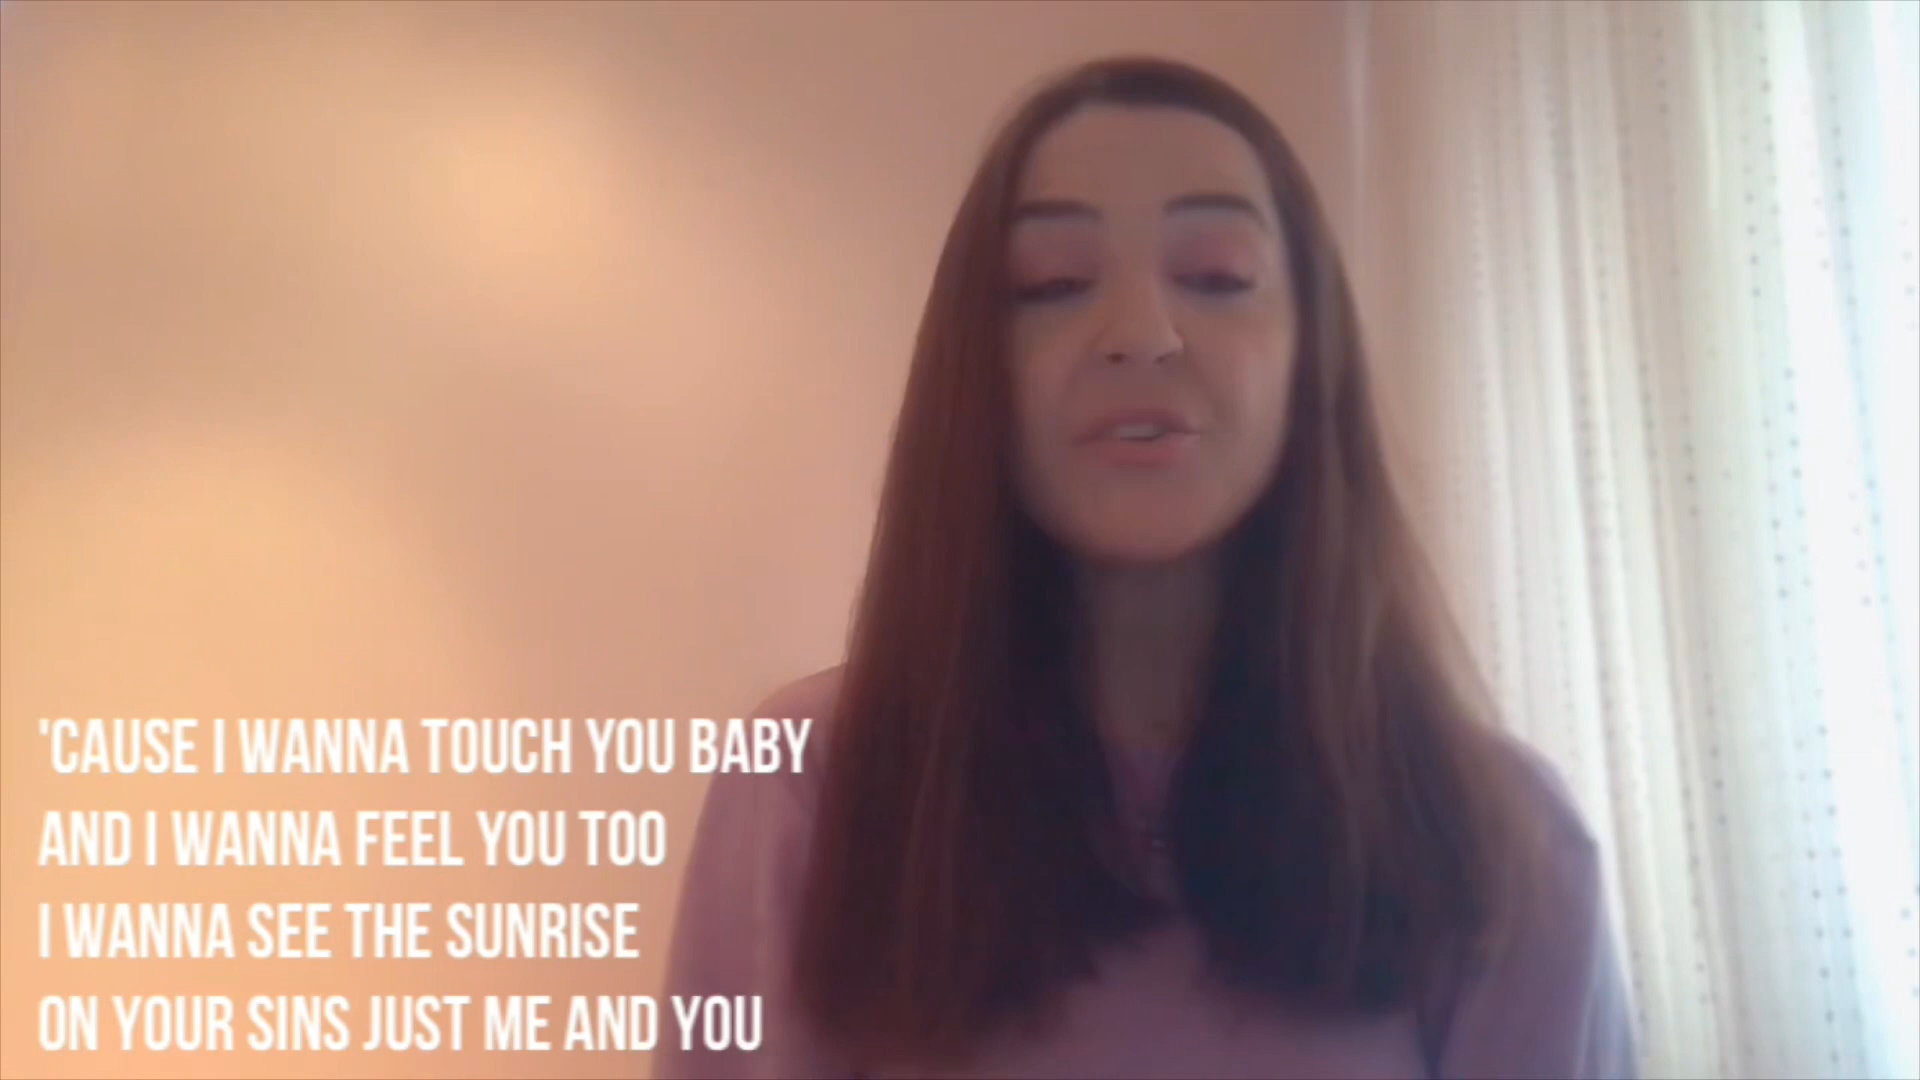 'CAUSE I WANNA TOUCH YOU BABY
AND I WANNA FEEL YOU TOO
I WANNA SEE THE SUNRISE
ON YOUR SINS JUST ME AND YOU